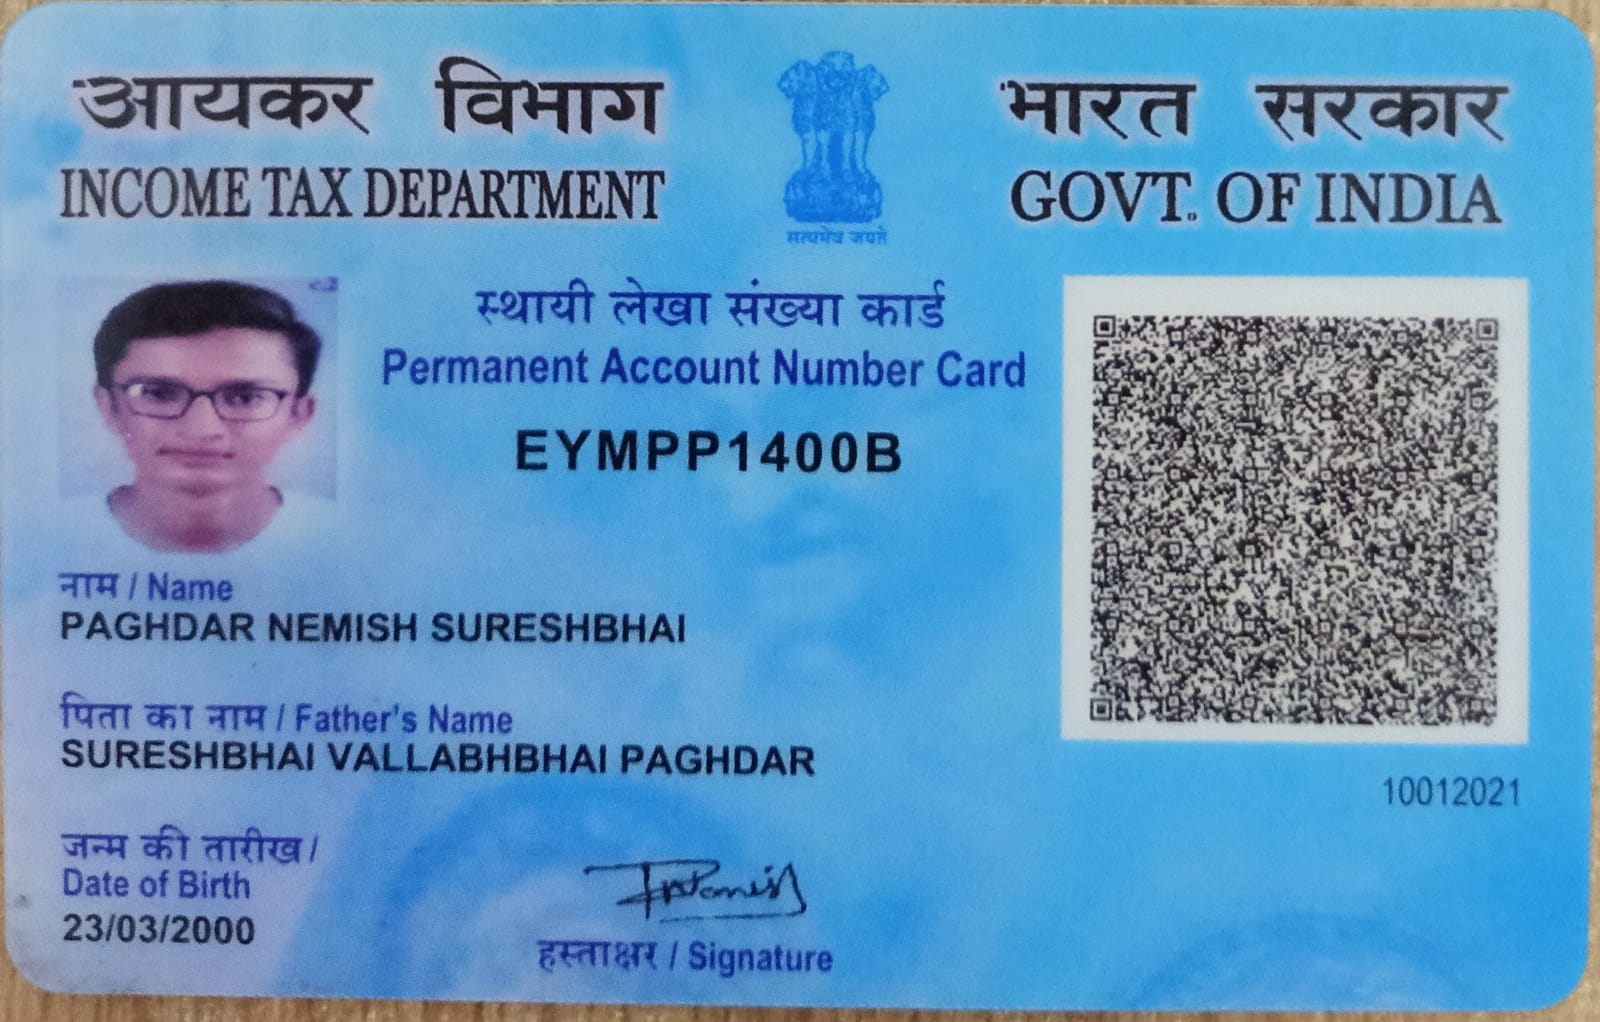 आयकर विभाग
INCOME TAX DEPARTMENT
सत्यमेव जयते
भारत सरकार
GOVT. OF INDIA
स्थायी लेखा संख्या कार्ड
Permanent Account Number Card
EYMPP1400B
नाम / Name
PAGHDAR NEMISH SURESHBHAI
पिता का नाम / Father's Name
SURESHBHAI VALLABHBHAI PAGHDAR
10012021
जन्म की तारीख /
Date of Birth
23/03/2000
हस्ताक्षर / Signature